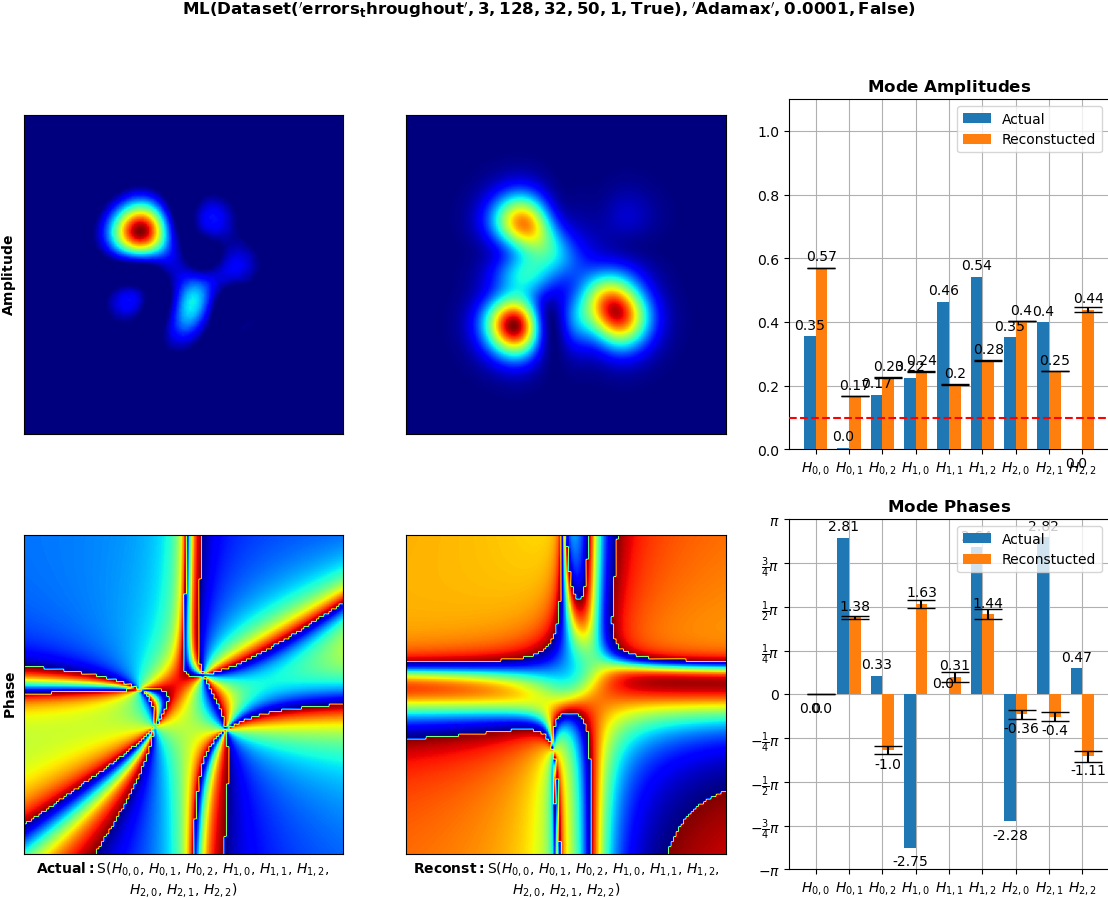 ML(Dataset('errors_throughout', 3, 128, 32, 50, 1, True), 'Adamax', 0.0001, False)
Amplitude
Mode Amplitudes
Actual
Reconstucted
1.0
0.8
0.6
0.4
0.2
0.0
0.35
0.57
0.0
0.17
0.17
0.23
0.22
0.24
0.46
0.2
0.54
0.28
0.35
0.4
0.4
0.25
0.0
0.44
H0,0 H0,1 H0,2 H1,0 H1,1 H1,2 H2,0 H2,1 H2,2
Phase
Actual: S(H0,0, H0,1, H0,2, H1,0, H1,1, H1,2,
H2,0, H2,1, H2,2)
Reconst: S(H0,0, H0,1, H0,2, H1,0, H1,1, H1,2,
H2,0, H2,1, H2,2)
Mode Phases
Actual
Reconstucted
π
3/4π
1/2π
1/4π
0
−1/4π
−1/2π
−3/4π
−π
0.0
0.0
2.81
1.38
0.33
-1.0
-2.75
1.63
0.0
0.31
1.44
-2.28
-0.36
2.82
-0.4
0.47
-1.11
H0,0 H0,1 H0,2 H1,0 H1,1 H1,2 H2,0 H2,1 H2,2